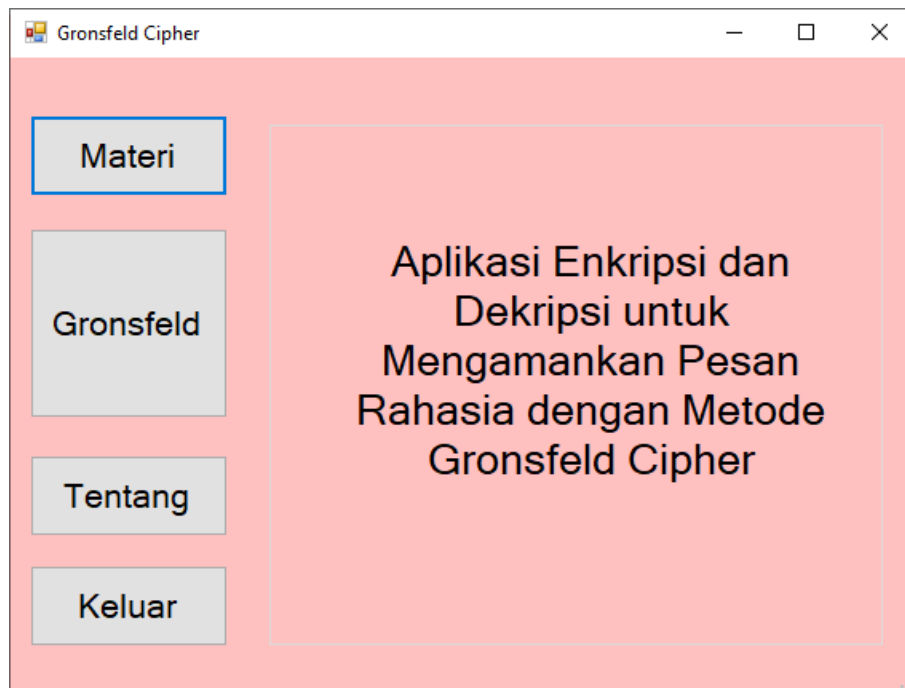 Gronsfeld Cipher
Materi
Gronsfeld
Tentang
Keluar
Aplikasi Enkripsi dan
Dekripsi untuk
Mengamankan Pesan
Rahasia dengan Metode
Gronsfeld Cipher